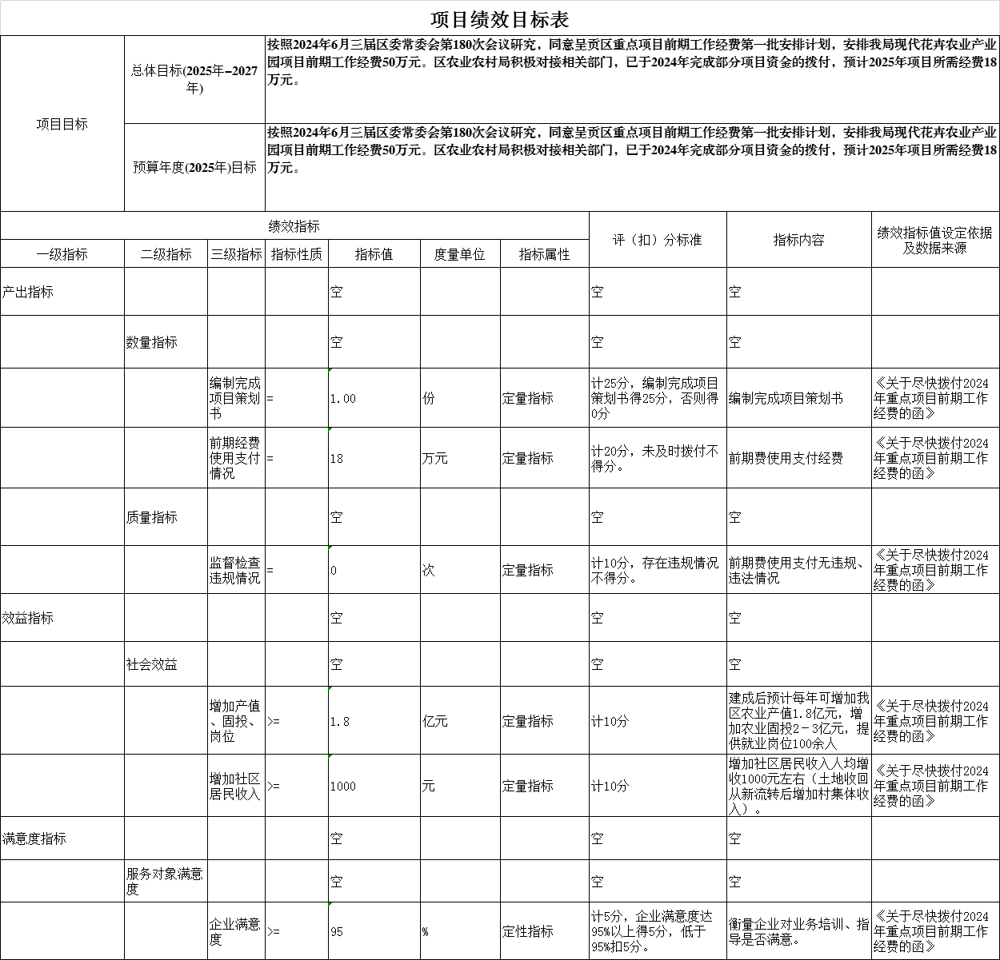 项目绩效目标表
项目目标
总体目标(2025年-2027
年)
按照2024年6月三届区委常委会第180次会议研究，同意呈贡区重点项目前期工作经费第一批安排计划，安排我局现代花卉农业产业
园项目前期工作经费50万元。区农业农村局积极对接相关部门，已于2024年完成部分项目资金的拨付，预计2025年项目所需经费18
万元。
预算年度(2025年)目标
按照2024年6月三届区委常委会第180次会议研究，同意呈贡区重点项目前期工作经费第一批安排计划，安排我局现代花卉农业产业
园项目前期工作经费50万元。区农业农村局积极对接相关部门，已于2024年完成部分项目资金的拨付，预计2025年项目所需经费18
万元。
绩效指标
评（扣）分标准
指标内容
绩效指标值设定依据
及数据来源
一级指标 二级指标 三级指标 指标性质 指标值 度量单位 指标属性
产出指标 空 空 空
数量指标 空 空 空
编制完成
项目策划
书
=
1.00
份
定量指标
计25分，编制完成项目
策划书得25分，否则得
0分
编制完成项目策划书
《关于尽快拨付2024
年重点项目前期工作
经费的函》
前期经费
使用支付
情况
=
18
万元
定量指标
计20分，未及时拨付不
得分。
前期费使用支付经费
《关于尽快拨付2024
年重点项目前期工作
经费的函》
质量指标 空 空 空
监督检查
违规情况
=
0
次
定量指标
计10分，存在违规情况
不得分。
前期费使用支付无违规、
违法情况
《关于尽快拨付2024
年重点项目前期工作
经费的函》
效益指标 空 空 空
社会效益 空 空 空
增加产值
、固投、
岗位
>=
1.8
亿元
定量指标
计10分
建成后预计每年可增加我
区农业产值1.8亿元，增
加农业固投2－3亿元，提
供就业岗位100余人
《关于尽快拨付2024
年重点项目前期工作
经费的函》
增加社区
居民收入
>=
1000
元
定量指标
计10分
增加社区居民收入人均增
收1000元左右（土地收回
从新流转后增加村集体收
入）。
《关于尽快拨付2024
年重点项目前期工作
经费的函》
满意度指标 空 空 空
服务对象满意
度
空 空 空
企业满意
度
>=
95
%
定性指标
计5分，企业满意度达
95%以上得5分，低于
95%扣5分。
衡量企业对业务培训、指
导是否满意。
《关于尽快拨付2024
年重点项目前期工作
经费的函》